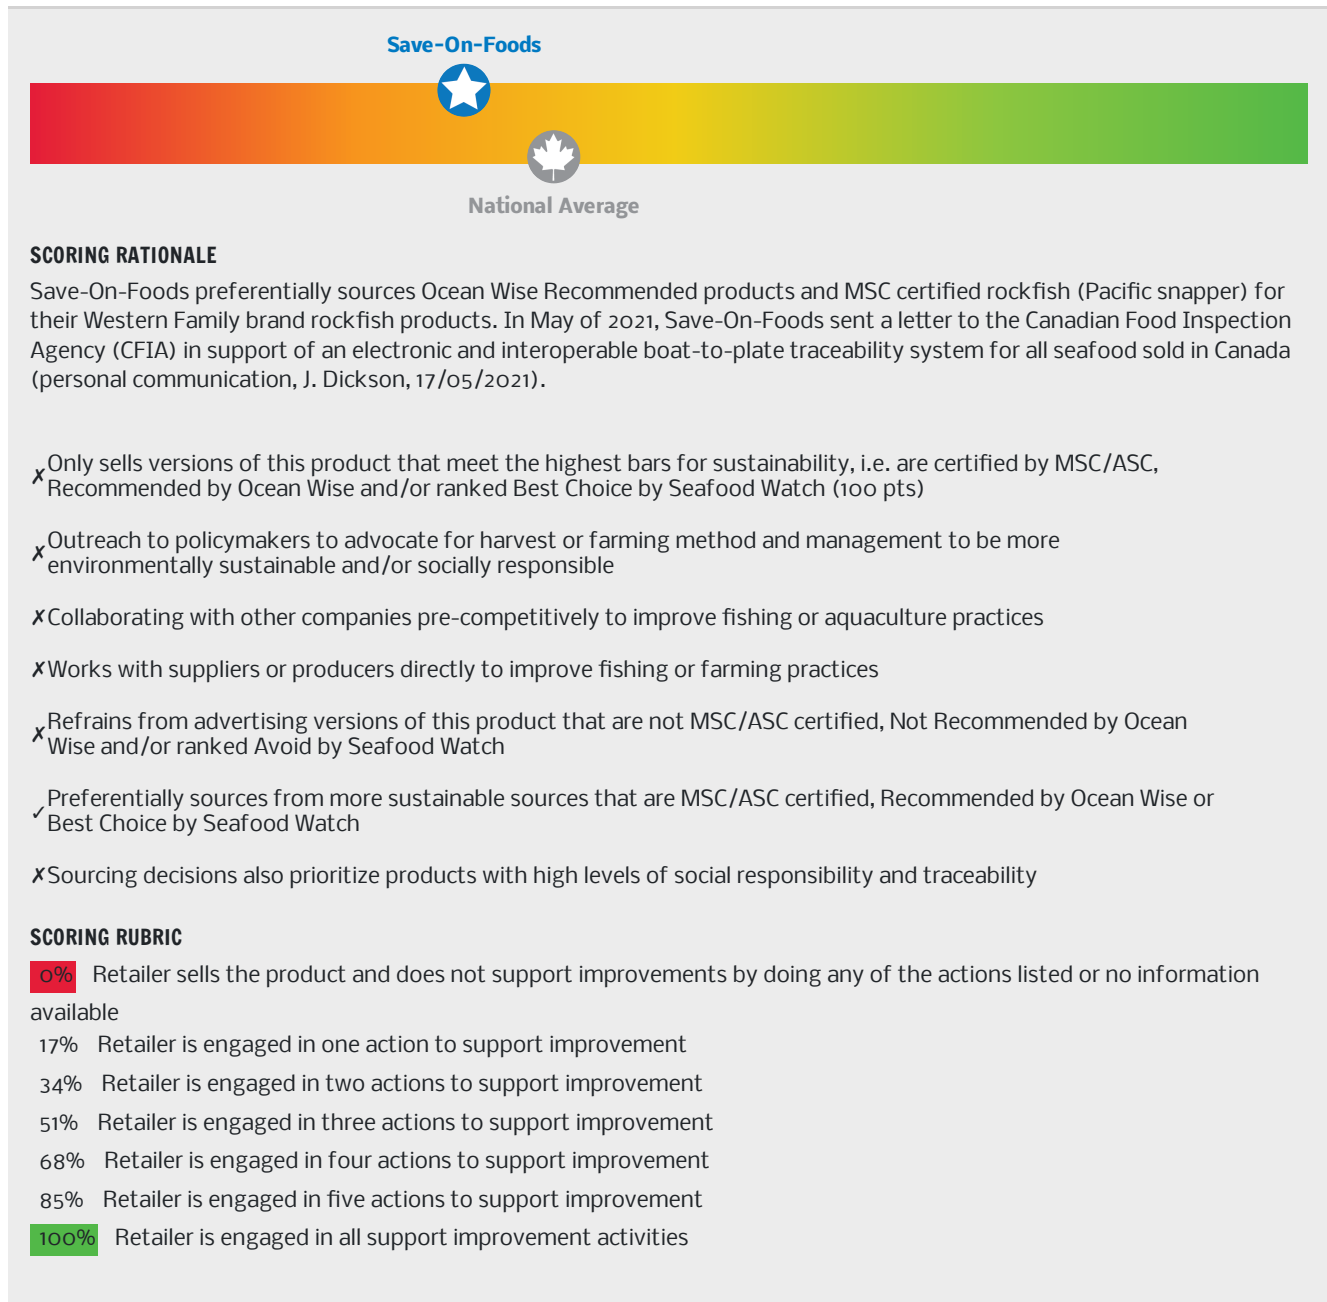 Save-On-Foods
National Average
SCORING RATIONALE
Save-On-Foods preferentially sources Ocean Wise Recommended products and MSC certified rockfish (Pacific snapper) for
their Western Family brand rockfish products. In May of 2021, Save-On-Foods sent a letter to the Canadian Food Inspection
Agency (CFIA) in support of an electronic and interoperable boat-to-plate traceability system for all seafood sold in Canada
(personal communication, J. Dickson, 17/05/2021).
✗Only sells versions of this product that meet the highest bars for sustainability, i.e. are certified by MSC/ASC,
Recommended by Ocean Wise and/or ranked Best Choice by Seafood Watch (100 pts)
✗Outreach to policymakers to advocate for harvest or farming method and management to be more
environmentally sustainable and/or socially responsible
✗Collaborating with other companies pre-competitively to improve fishing or aquaculture practices
✗Works with suppliers or producers directly to improve fishing or farming practices
✗Refrains from advertising versions of this product that are not MSC/ASC certified, Not Recommended by Ocean
Wise and/or ranked Avoid by Seafood Watch
✓Preferentially sources from more sustainable sources that are MSC/ASC certified, Recommended by Ocean Wise or
Best Choice by Seafood Watch
✗Sourcing decisions also prioritize products with high levels of social responsibility and traceability
SCORING RUBRIC
0% Retailer sells the product and does not support improvements by doing any of the actions listed or no information
available
17% Retailer is engaged in one action to support improvement
34% Retailer is engaged in two actions to support improvement
51% Retailer is engaged in three actions to support improvement
68% Retailer is engaged in four actions to support improvement
85% Retailer is engaged in five actions to support improvement
100% Retailer is engaged in all support improvement activities